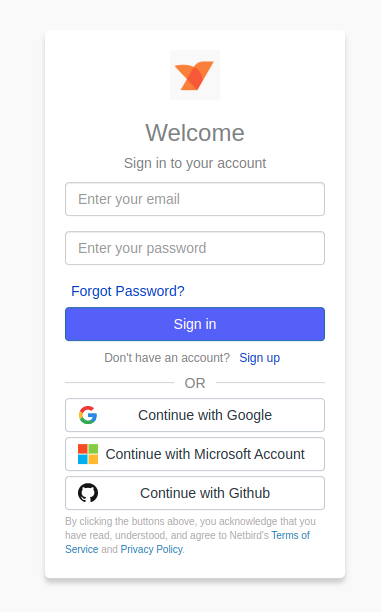 Welcome
Sign in to your account
Enter your email
Enter your password
Forgot Password?
Sign in
Don't have an account? Sign up
OR
Continue with Google
Continue with Microsoft Account
Continue with Github
By clicking the buttons above, you acknowledge that you
have read, understood, and agree to Netbird's Terms of
Service and Privacy Policy.